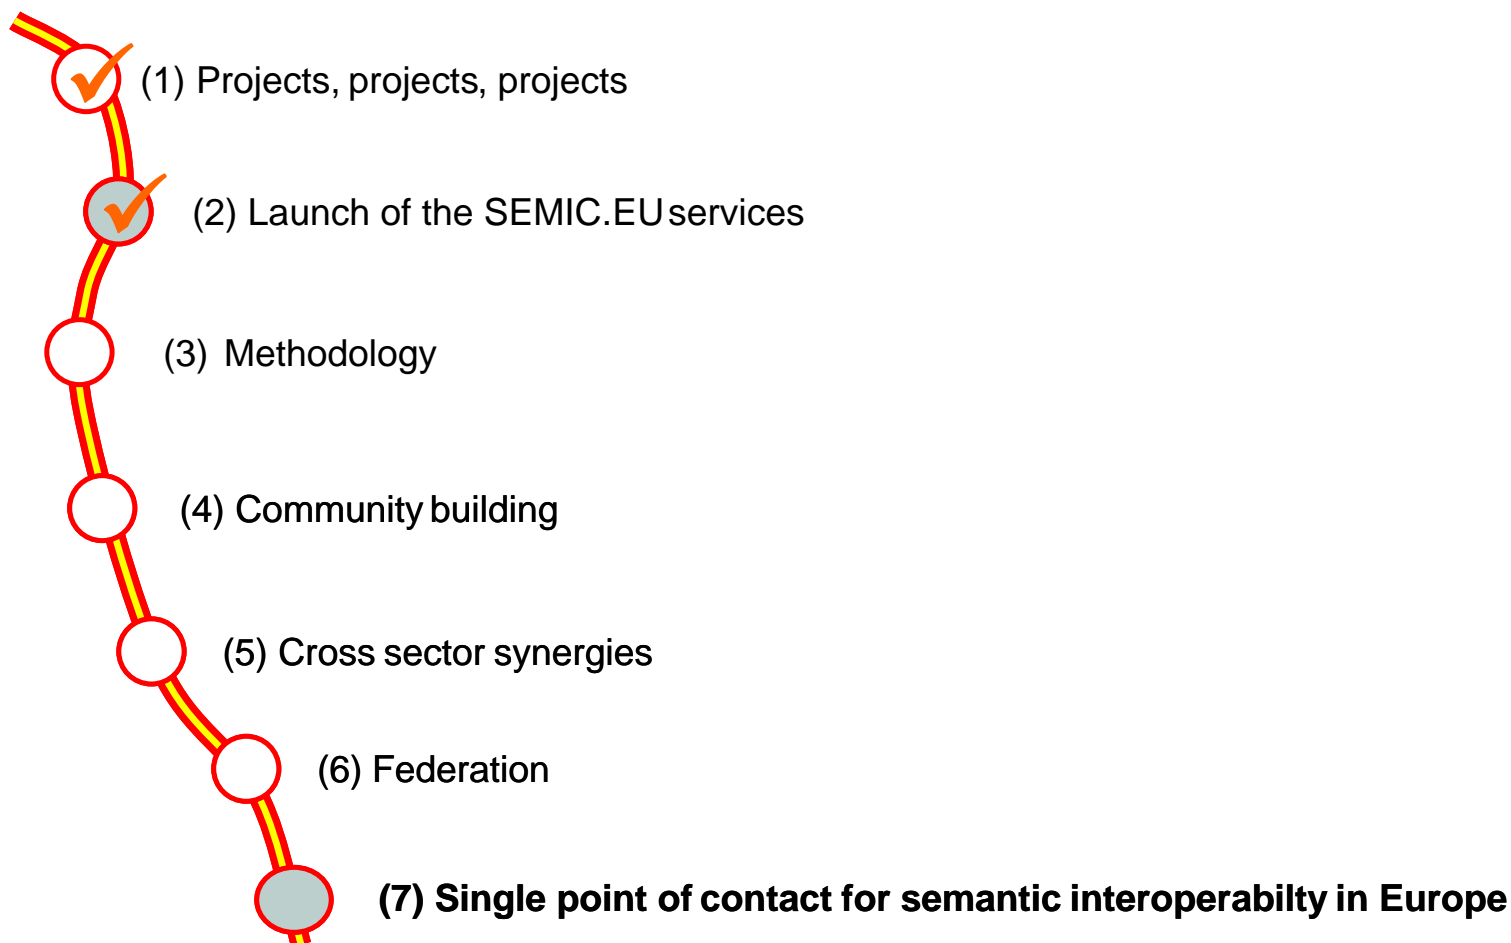 (1) Projects, projects, projects
(2) Launch of the SEMIC.EU services
(3) Methodology
(4) Community building
(5) Cross sector synergies
(6) Federation
(7) Single point of contact for semantic interoperabilty in Europe